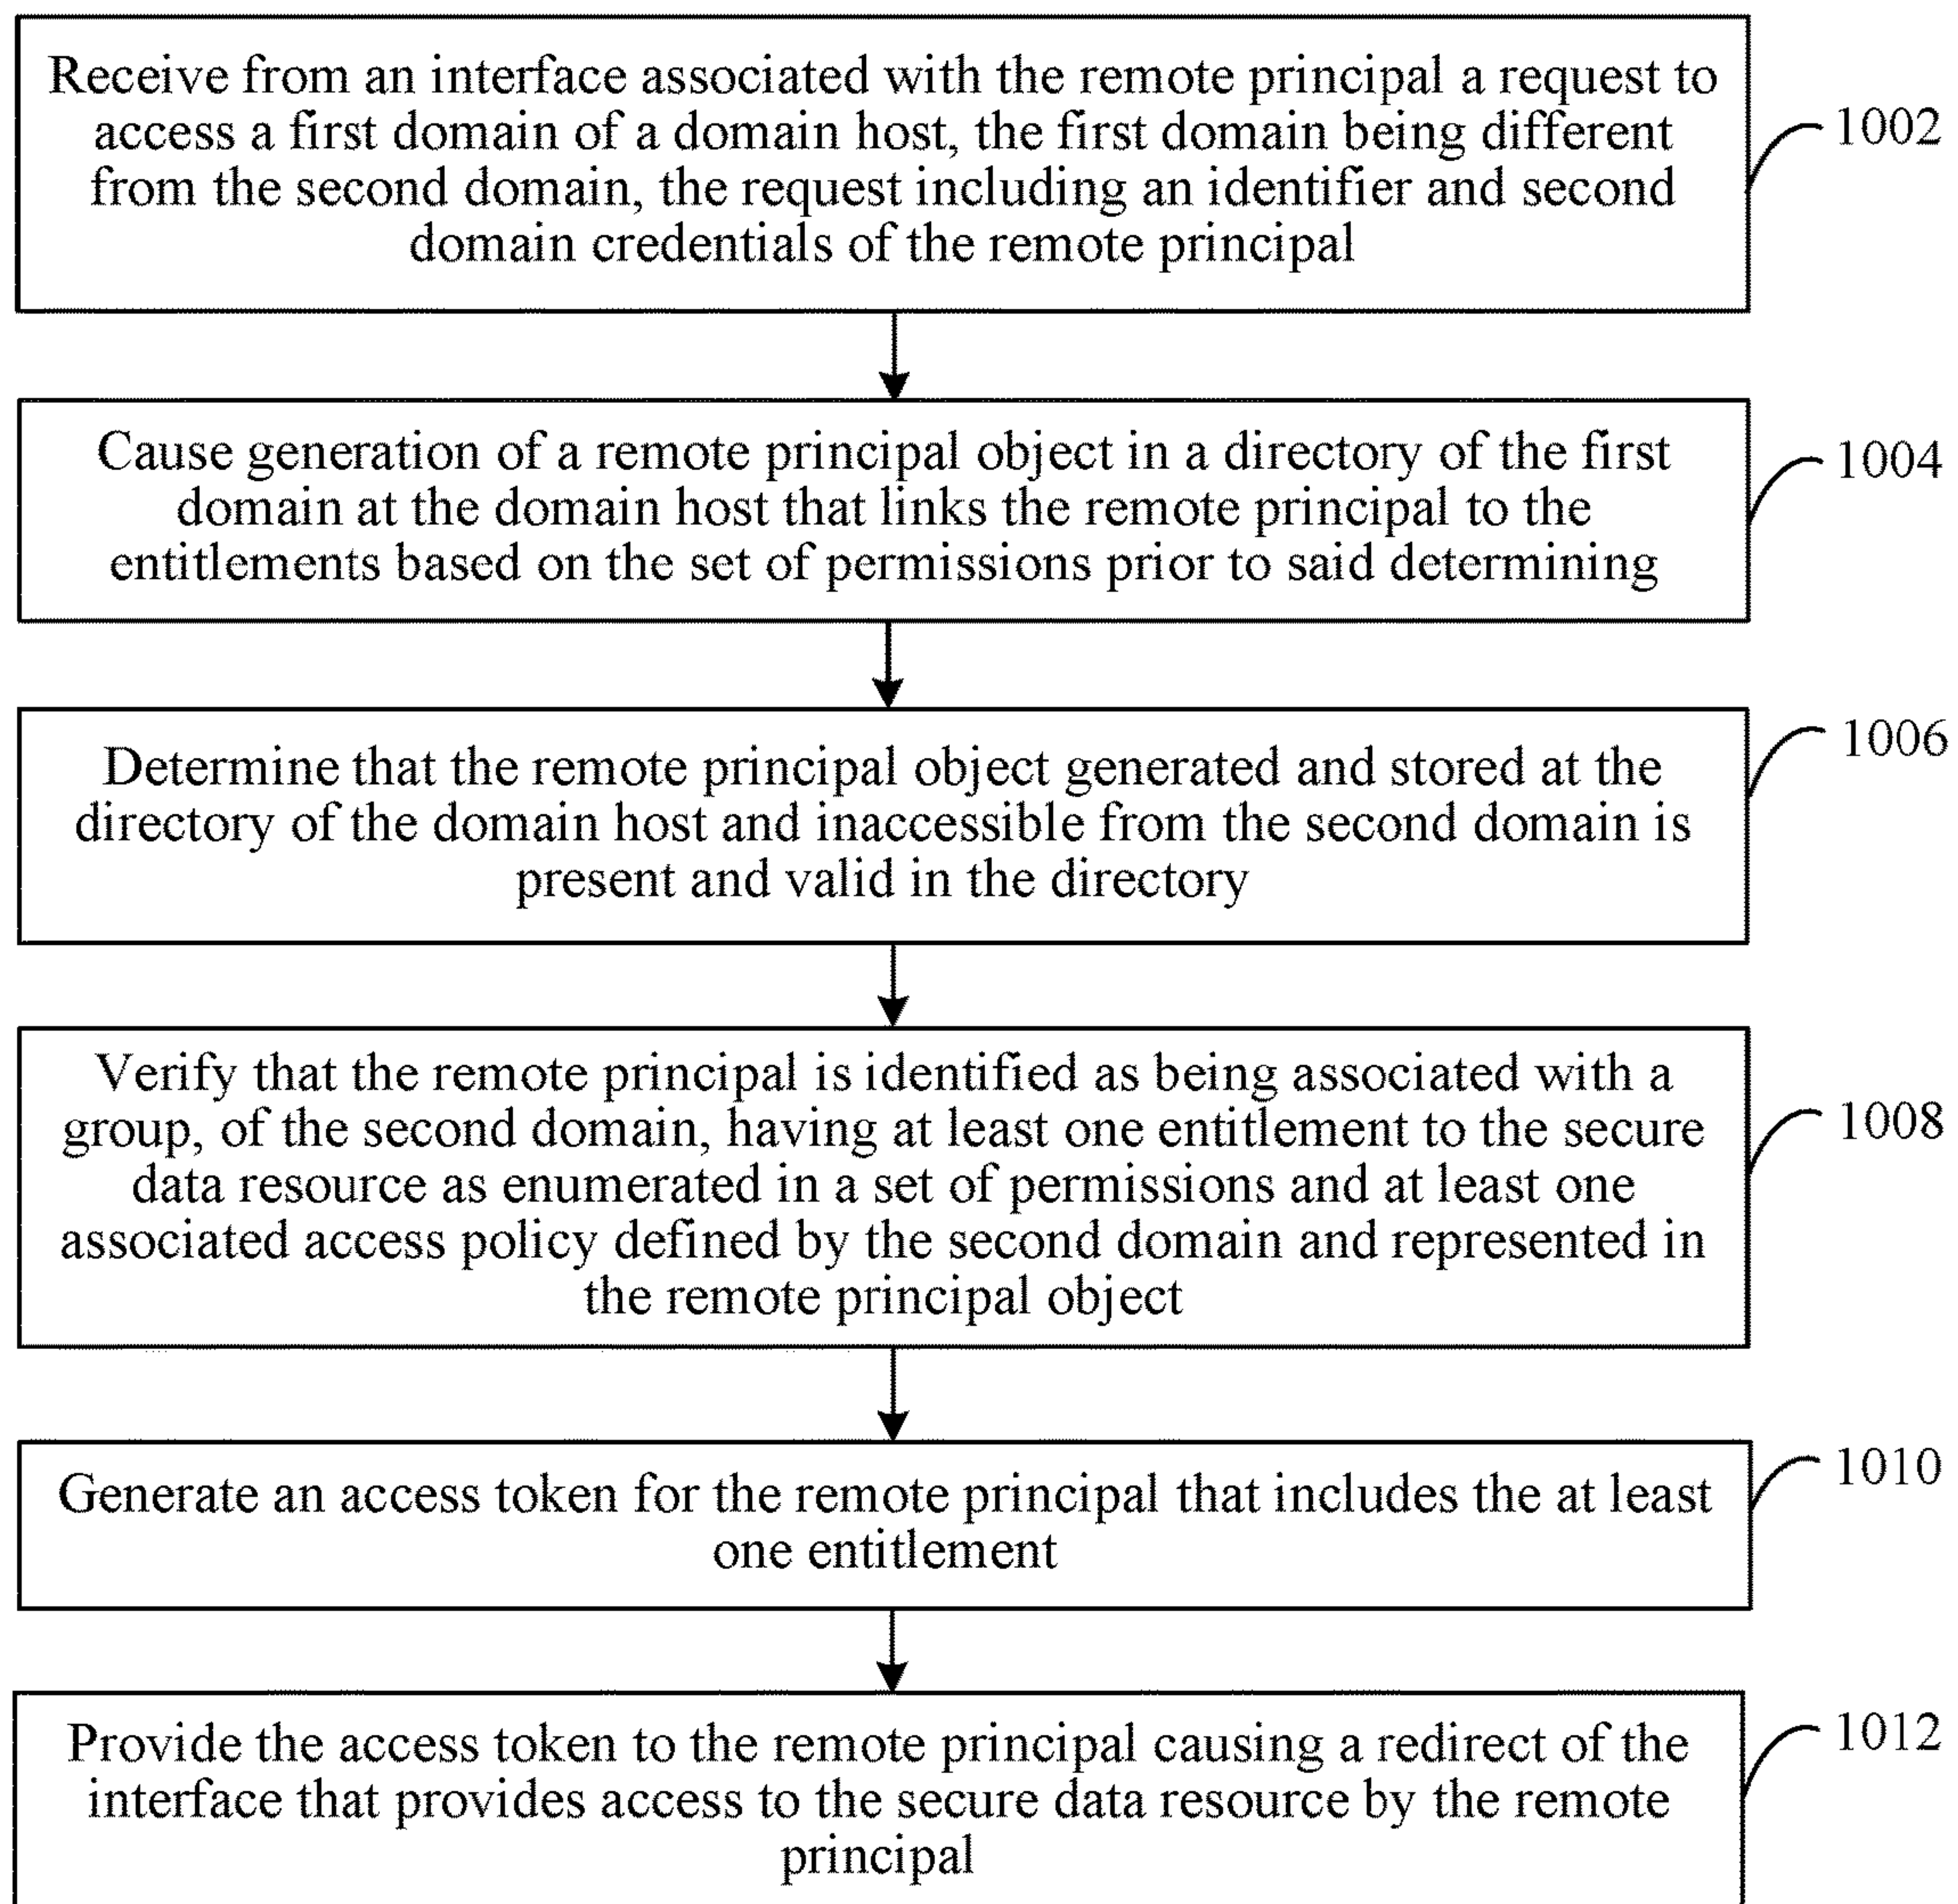 Receive from an interface associated with the remote principal a request to
access a first domain of a domain host, the first domain being different
from the second domain, the request including an identifier and second
domain credentials of the remote principal
1002
Cause generation of a remote principal object in a directory of the first
domain at the domain host that links the remote principal to the
entitlements based on the set of permissions prior to said determining
1004
Determine that the remote principal object generated and stored at the
directory of the domain host and inaccessible from the second domain is
present and valid in the directory
1006
Verify that the remote principal is identified as being associated with a
group, of the second domain, having at least one entitlement to the secure
data resource as enumerated in a set of permissions and at least one
associated access policy defined by the second domain and represented in
the remote principal object
1008
Generate an access token for the remote principal that includes the at least
one entitlement
1010
Provide the access token to the remote principal causing a redirect of the
interface that provides access to the secure data resource by the remote
principal
1012